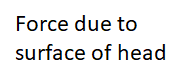 Force due to
surface of head